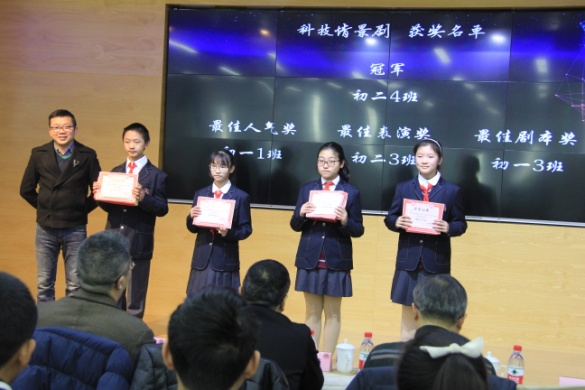 科技情景剧 获奖名单
冠军
初二4班
最佳人气奖 最佳表演奖 最佳剧本奖
初一1班 初二3班 初一3班